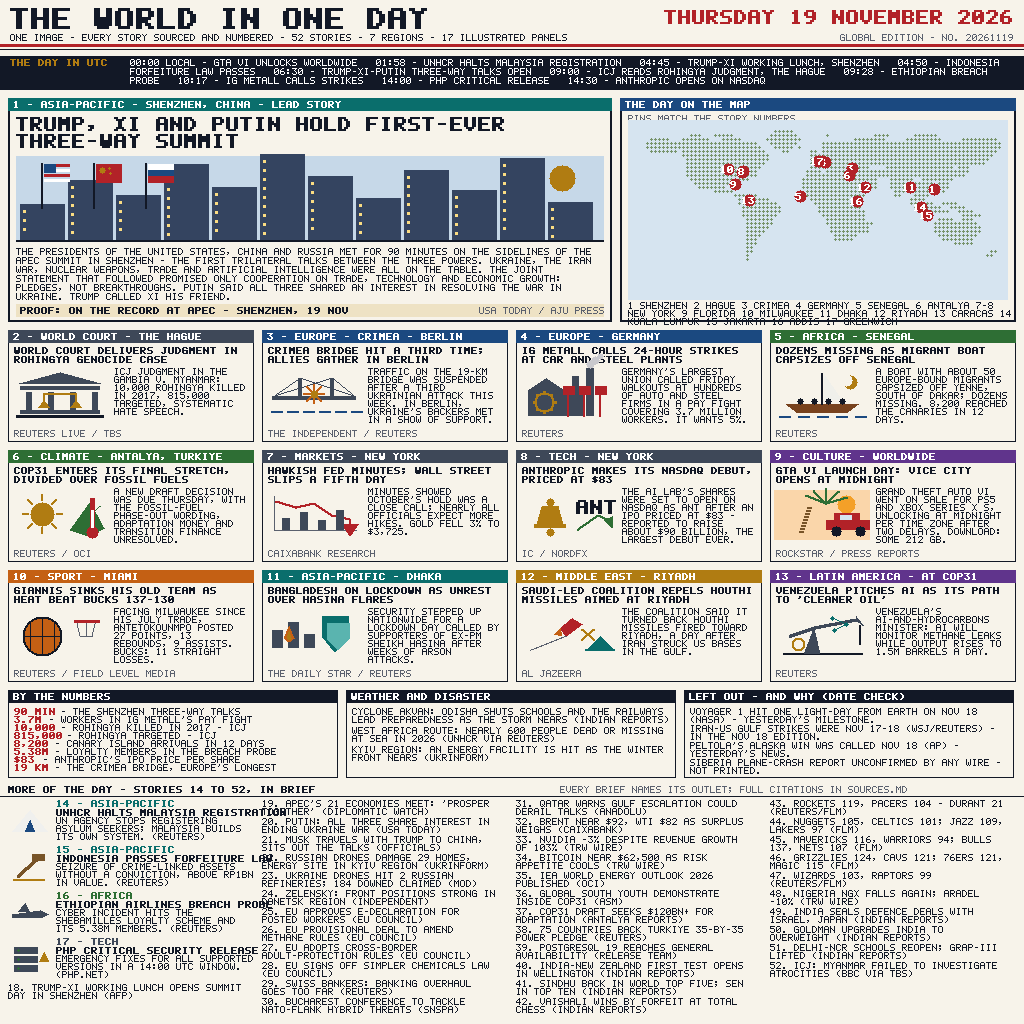 THE WORLD IN ONE DAY
THURSDAY 19 NOVEMBER 2026
ONE IMAGE - EVERY STORY SOURCED AND NUMBERED - 52 STORIES - 7 REGIONS - 17 ILLUSTRATED PANELS
GLOBAL EDITION - NO. 20261119
THE DAY IN UTC
00:00 LOCAL - GTA VI UNLOCKS WORLDWIDE 01:58 - UNHCR HALTS MALAYSIA REGISTRATION 04:45 - TRUMP-XI WORKING LUNCH, SHENZHEN 04:50 - INDONESIA
FORFEITURE LAW PASSES 06:30 - TRUMP-XI-PUTIN THREE-WAY TALKS OPEN 09:00 - ICJ READS ROHINGYA JUDGMENT, THE HAGUE 09:28 - ETHIOPIAN BREACH
PROBE 10:17 - IG METALL CALLS STRIKES 14:00 - PHP CRITICAL RELEASE 14:30 - ANTHROPIC OPENS ON NASDAQ
1 - ASIA-PACIFIC - SHENZHEN, CHINA - LEAD STORY
TRUMP, XI AND PUTIN HOLD FIRST-EVER
THREE-WAY SUMMIT
THE PRESIDENTS OF THE UNITED STATES, CHINA AND RUSSIA MET FOR 90 MINUTES ON THE SIDELINES OF THE
APEC SUMMIT IN SHENZHEN - THE FIRST TRILATERAL TALKS BETWEEN THE THREE POWERS. UKRAINE, THE IRAN
WAR, NUCLEAR WEAPONS, TRADE AND ARTIFICIAL INTELLIGENCE WERE ALL ON THE TABLE. THE JOINT
STATEMENT THAT FOLLOWED PROMISED ONLY COOPERATION ON TRADE, TECHNOLOGY AND ECONOMIC GROWTH:
PLEDGES, NOT BREAKTHROUGHS. PUTIN SAID ALL THREE SHARED AN INTEREST IN RESOLVING THE WAR IN
UKRAINE. TRUMP CALLED XI HIS FRIEND.
PROOF: ON THE RECORD AT APEC - SHENZHEN, 19 NOV
USA TODAY / AJU PRESS
THE DAY ON THE MAP
PINS MATCH THE STORY NUMBERS
1 SHENZHEN 2 HAGUE 3 CRIMEA 4 GERMANY 5 SENEGAL 6 ANTALYA 7-8
NEW YORK 9 FLORIDA 10 MILWAUKEE 11 DHAKA 12 RIYADH 13 CARACAS 14
KUALA LUMPUR 15 JAKARTA 16 ADDIS 17 GREENWICH
2 - WORLD COURT - THE HAGUE
WORLD COURT DELIVERS JUDGMENT IN
ROHINGYA GENOCIDE CASE
ICJ JUDGMENT IN THE
GAMBIA V. MYANMAR:
10,000 ROHINGYA KILLED
IN 2017, 815,000
TARGETED, SYSTEMATIC
HATE SPEECH.
REUTERS LIVE / TBS
3 - EUROPE - CRIMEA - BERLIN
CRIMEA BRIDGE HIT A THIRD TIME;
ALLIES GATHER IN BERLIN
TRAFFIC ON THE 19-KM
BRIDGE WAS SUSPENDED
AFTER A THIRD
UKRAINIAN ATTACK THIS
WEEK. IN BERLIN,
UKRAINE'S BACKERS MET
IN A SHOW OF SUPPORT.
THE INDEPENDENT / REUTERS
4 - EUROPE - GERMANY
IG METALL CALLS 24-HOUR STRIKES
AT CAR AND STEEL PLANTS
GERMANY'S LARGEST
UNION CALLED FRIDAY
WALKOUTS AT HUNDREDS
OF AUTO AND STEEL
FIRMS IN A PAY FIGHT
COVERING 3.7 MILLION
WORKERS. IT WANTS 5%.
REUTERS
5 - AFRICA - SENEGAL
DOZENS MISSING AS MIGRANT BOAT
CAPSIZES OFF SENEGAL
A BOAT WITH ABOUT 50
EUROPE-BOUND MIGRANTS
CAPSIZED OFF YENNE,
SOUTH OF DAKAR; DOZENS
MISSING. 8,200 REACHED
THE CANARIES IN 12
DAYS.
REUTERS
6 - CLIMATE - ANTALYA, TURKIYE
COP31 ENTERS ITS FINAL STRETCH,
DIVIDED OVER FOSSIL FUELS
A NEW DRAFT DECISION
WAS DUE THURSDAY, WITH
THE FOSSIL-FUEL
PHASE-OUT WORDING,
ADAPTATION MONEY AND
TRANSITION FINANCE
UNRESOLVED.
REUTERS / OCI
7 - MARKETS - NEW YORK
HAWKISH FED MINUTES; WALL STREET
SLIPS A FIFTH DAY
MINUTES SHOWED
OCTOBER'S HOLD WAS A
CLOSE CALL; NEARLY ALL
OFFICIALS EXPECT MORE
HIKES. GOLD FELL 3% TO
$3,725.
CAIXABANK RESEARCH
8 - TECH - NEW YORK
ANTHROPIC MAKES ITS NASDAQ DEBUT,
PRICED AT $83
ANT
THE AI LAB'S SHARES
WERE SET TO OPEN ON
NASDAQ AS ANT AFTER AN
IPO PRICED AT $83 -
REPORTED TO RAISE
ABOUT $90 BILLION, THE
LARGEST DEBUT EVER.
IC / NORDFX
9 - CULTURE - WORLDWIDE
GTA VI LAUNCH DAY: VICE CITY
OPENS AT MIDNIGHT
GRAND THEFT AUTO VI
WENT ON SALE FOR PS5
AND XBOX SERIES X S,
UNLOCKING AT MIDNIGHT
PER TIME ZONE AFTER
TWO DELAYS. DOWNLOAD:
SOME 212 GB.
ROCKSTAR / PRESS REPORTS
10 - SPORT - MIAMI
GIANNIS SINKS HIS OLD TEAM AS
HEAT BEAT BUCKS 137-130
FACING MILWAUKEE SINCE
HIS JULY TRADE,
ANTETOKOUNMPO POSTED
27 POINTS, 13
REBOUNDS, 9 ASSISTS.
BUCKS: 11 STRAIGHT
LOSSES.
REUTERS / FIELD LEVEL MEDIA
11 - ASIA-PACIFIC - DHAKA
BANGLADESH ON LOCKDOWN AS UNREST
OVER HASINA FLARES
SECURITY STEPPED UP
NATIONWIDE FOR A
LOCKDOWN DAY CALLED BY
SUPPORTERS OF EX-PM
SHEIKH HASINA AFTER
WEEKS OF ARSON
ATTACKS.
THE DAILY STAR / REUTERS
12 - MIDDLE EAST - RIYADH
SAUDI-LED COALITION REPELS HOUTHI
MISSILES AIMED AT RIYADH
THE COALITION SAID IT
TURNED BACK HOUTHI
MISSILES FIRED TOWARD
RIYADH, A DAY AFTER
IRAN STRUCK US BASES
IN THE GULF.
AL JAZEERA
13 - LATIN AMERICA - AT COP31
VENEZUELA PITCHES AI AS ITS PATH
TO 'CLEANER OIL'
VENEZUELA'S
AI-AND-HYDROCARBONS
MINISTER: AI WILL
MONITOR METHANE LEAKS
WHILE OUTPUT RISES TO
1.5M BARRELS A DAY.
REUTERS
BY THE NUMBERS
90 MIN - THE SHENZHEN THREE-WAY TALKS
3.7M - WORKERS IN IG METALL'S PAY FIGHT
10,000 - ROHINGYA KILLED IN 2017 - ICJ
815,000 - ROHINGYA TARGETED - ICJ
8,200 - CANARY ISLAND ARRIVALS IN 12 DAYS
5.38M - LOYALTY MEMBERS IN THE BREACH PROBE
$83 - ANTHROPIC'S IPO PRICE PER SHARE
19 KM - THE CRIMEA BRIDGE, EUROPE'S LONGEST
WEATHER AND DISASTER
CYCLONE AKVAN: ODISHA SHUTS SCHOOLS AND THE RAILWAYS
LEAD PREPAREDNESS AS THE STORM NEARS (INDIAN REPORTS)
WEST AFRICA ROUTE: NEARLY 600 PEOPLE DEAD OR MISSING
AT SEA IN 2026 (UNHCR VIA REUTERS)
KYIV REGION: AN ENERGY FACILITY IS HIT AS THE WINTER
FRONT NEARS (UKRINFORM)
LEFT OUT - AND WHY (DATE CHECK)
VOYAGER 1 HIT ONE LIGHT-DAY FROM EARTH ON NOV 18
(NASA) - YESTERDAY'S MILESTONE.
IRAN-US GULF STRIKES WERE NOV 17-18 (WSJ/REUTERS) -
IN THE NOV 18 EDITION.
PELTOLA'S ALASKA WIN WAS CALLED NOV 18 (AP) -
YESTERDAY'S NEWS.
SIBERIA PLANE-CRASH REPORT UNCONFIRMED BY ANY WIRE -
NOT PRINTED.
MORE OF THE DAY - STORIES 14 TO 52, IN BRIEF
EVERY BRIEF NAMES ITS OUTLET; FULL CITATIONS IN SOURCES.MD
14 - ASIA-PACIFIC
UNHCR HALTS MALAYSIA REGISTRATION
UN AGENCY STOPS REGISTERING
ASYLUM SEEKERS; MALAYSIA BUILDS
ITS OWN SYSTEM. (REUTERS)
15 - ASIA-PACIFIC
INDONESIA PASSES FORFEITURE LAW
SEIZURE OF CRIME-LINKED ASSETS
WITHOUT A CONVICTION, ABOVE RP1BN
IN VALUE. (REUTERS)
16 - AFRICA
ETHIOPIAN AIRLINES BREACH PROBE
CYBER INCIDENT HITS THE
SHEBAMILES LOYALTY SCHEME AND
ITS 5.38M MEMBERS. (REUTERS)
17 - TECH
PHP CRITICAL SECURITY RELEASE
EMERGENCY FIXES FOR ALL SUPPORTED
VERSIONS IN A 14:00 UTC WINDOW.
(PHP.NET)
18. TRUMP-XI WORKING LUNCH OPENS SUMMIT
DAY IN SHENZHEN (AFP)
19. APEC'S 21 ECONOMIES MEET: 'PROSPER
TOGETHER' (DIPLOMATIC WATCH)
20. PUTIN: ALL THREE SHARE INTEREST IN
ENDING UKRAINE WAR (USA TODAY)
21. MUSK TRAVELS WITH TRUMP TO CHINA,
SITS OUT THE TALKS (OFFICIALS)
22. RUSSIAN DRONES DAMAGE 29 HOMES,
ENERGY SITE IN KYIV REGION (UKRINFORM)
23. UKRAINE DRONES HIT 2 RUSSIAN
REFINERIES; 184 DOWNED CLAIMED (MOD)
24. ZELENSKY: FRONT POSITIONS STRONG IN
DONETSK REGION (INDEPENDENT)
25. EU APPROVES E-DECLARATION FOR
POSTED WORKERS (EU COUNCIL)
26. EU PROVISIONAL DEAL TO AMEND
METHANE RULES (EU COUNCIL)
27. EU ADOPTS CROSS-BORDER
ADULT-PROTECTION RULES (EU COUNCIL)
28. EU SIGNS OFF SIMPLER CHEMICALS LAW
(EU COUNCIL)
29. SWISS BANKERS: BANKING OVERHAUL
GOES TOO FAR (REUTERS)
30. BUCHAREST CONFERENCE TO TACKLE
NATO-FLANK HYBRID THREATS (SNSPA)
31. QATAR WARNS GULF ESCALATION COULD
DERAIL TALKS (ANADOLU)
32. BRENT NEAR $92, WTI $82 AS SURPLUS
WEIGHS (CAIXABANK)
33. NVIDIA -3% DESPITE REVENUE GROWTH
OF 103% (TRW WIRE)
34. BITCOIN NEAR $62,500 AS RISK
APPETITE COOLS (TRW WIRE)
35. IEA WORLD ENERGY OUTLOOK 2026
PUBLISHED (OCI)
36. GLOBAL SOUTH YOUTH DEMONSTRATE
INSIDE COP31 (ASM)
37. COP31 DRAFT SEEKS $120BN+ FOR
ADAPTATION (ANTALYA REPORTS)
38. 75 COUNTRIES BACK TURKIYE 35-BY-35
POWER PLEDGE (REUTERS)
39. POSTGRESQL 19 REACHES GENERAL
AVAILABILITY (RELEASE TEAM)
40. INDIA-NEW ZEALAND FIRST TEST OPENS
IN WELLINGTON (INDIAN REPORTS)
41. SINDHU BACK IN WORLD TOP FIVE; SEN
IN TOP TEN (INDIAN REPORTS)
42. VAISHALI WINS BY FORFEIT AT TOTAL
CHESS (INDIAN REPORTS)
43. ROCKETS 119, PACERS 104 - DURANT 21
(REUTERS/FLM)
44. NUGGETS 105, CELTICS 101; JAZZ 109,
LAKERS 97 (FLM)
45. MAVERICKS 116, WARRIORS 94; BULLS
137, NETS 107 (FLM)
46. GRIZZLIES 124, CAVS 121; 76ERS 121,
MAGIC 115 (FLM)
47. WIZARDS 103, RAPTORS 99
(REUTERS/FLM)
48. NIGERIA NGX FALLS AGAIN; ARADEL
-10% (TRW WIRE)
49. INDIA SEALS DEFENCE DEALS WITH
ISRAEL, JAPAN (INDIAN REPORTS)
50. GOLDMAN UPGRADES INDIA TO
OVERWEIGHT (INDIAN REPORTS)
51. DELHI-NCR SCHOOLS REOPEN; GRAP-III
LIFTED (INDIAN REPORTS)
52. ICJ: MYANMAR FAILED TO INVESTIGATE
ATROCITIES (BBC VIA TBS)